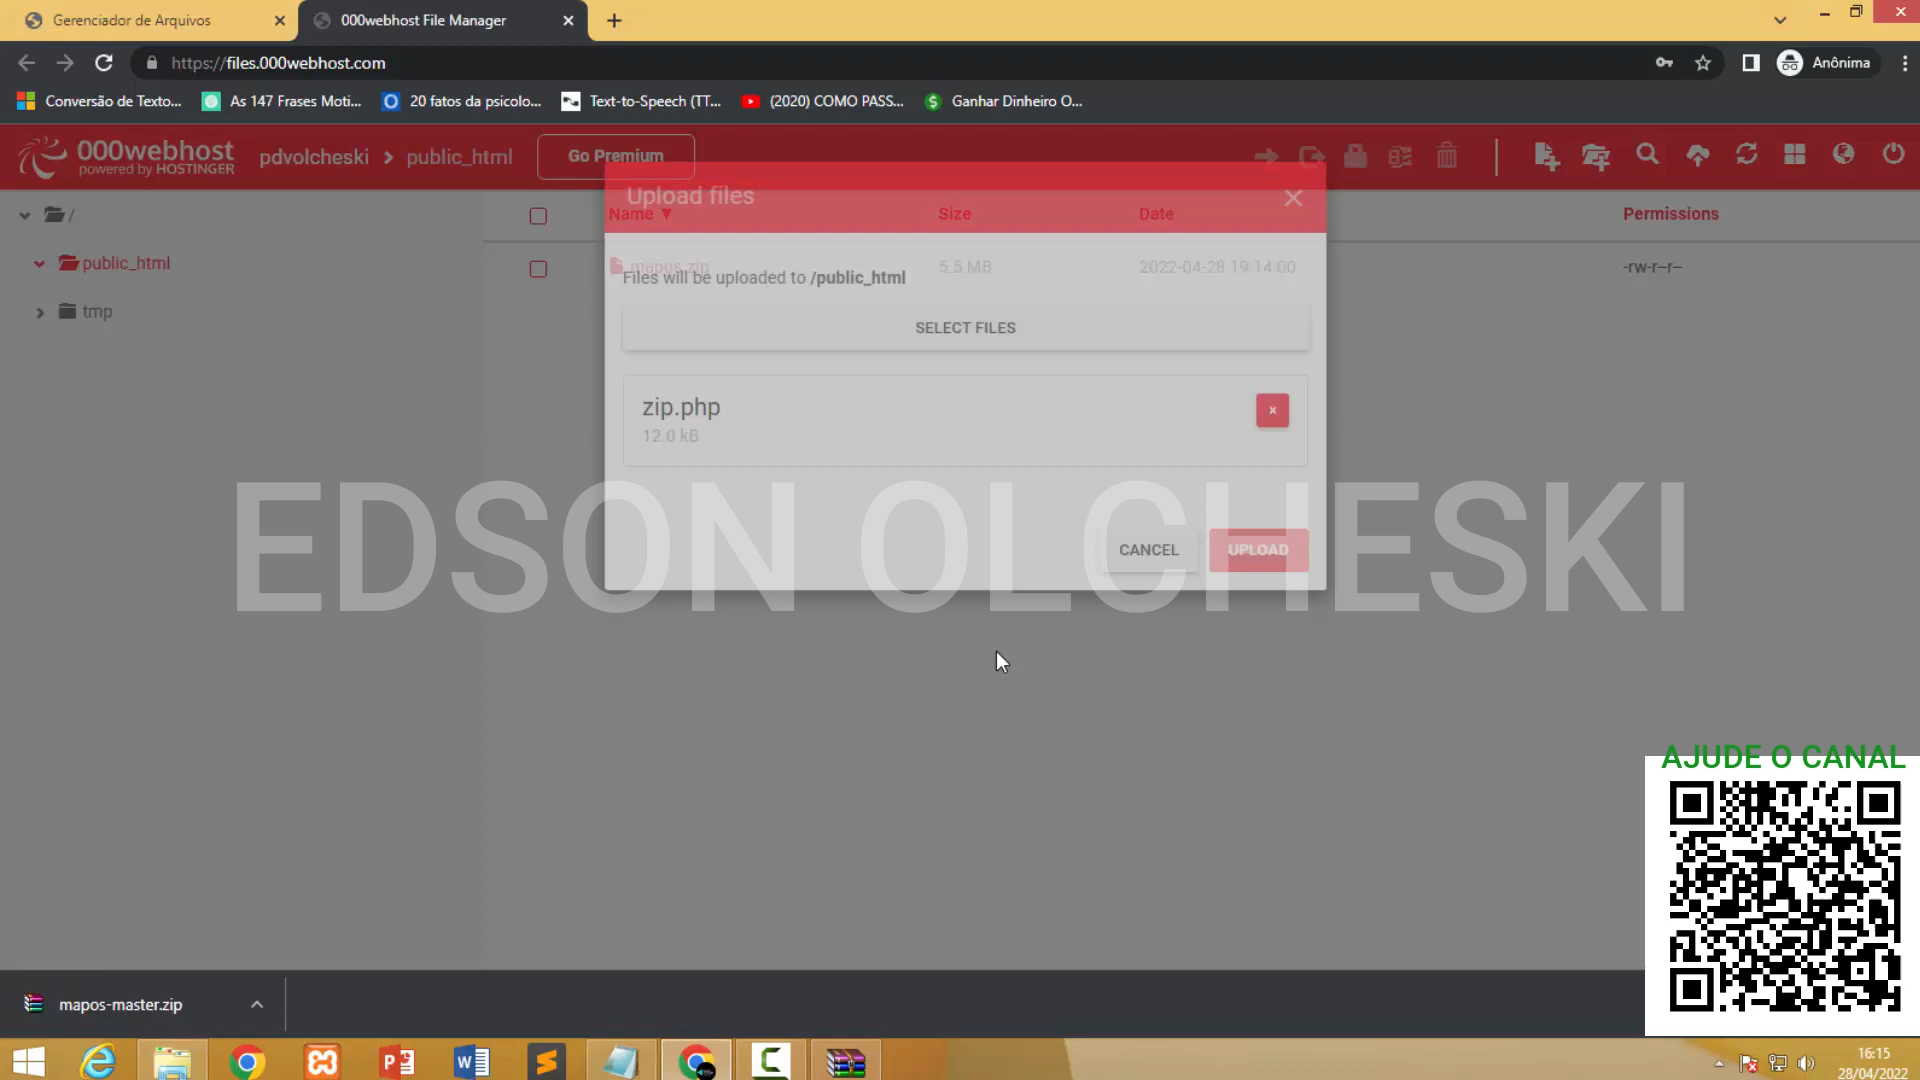 Gerenciador de Arquivos
000webhost File Manager
https://files.000webhost.com
Anônima
Conversão de Texto...
As 147 Frases Moti...
20 fatos da psicolo...
Text-to-Speech (TT...
(2020) COMO PASS...
Ganhar Dinheiro O...
000webhost
powered by HOSTINGER
pdvolcheski > public_html
Go Premium
Upload files
/
public_html
tmp
Name ▼
Size
Date
Permissions
mapos.zip
5.5 MB
2022-04-28 19:14:00
-rw-r--r--
Files will be uploaded to /public_html
SELECT FILES
zip.php
12.0 kB
CANCEL
UPLOAD
EDSON OLCHESKI
AJUDE O CANAL
mapos-master.zip
16:15
28/04/2022